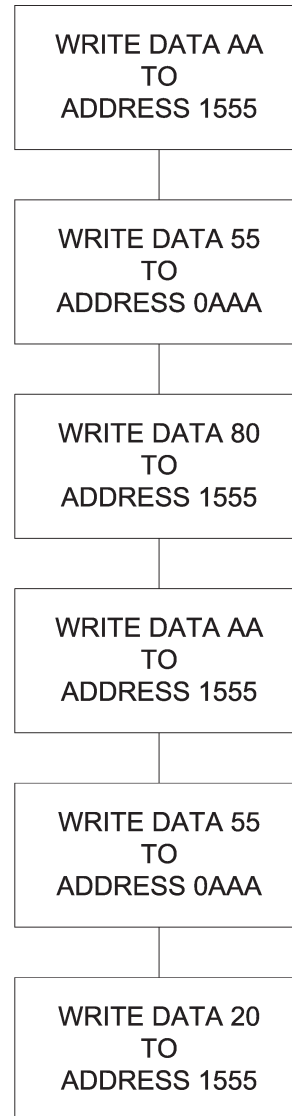 WRITE DATA AA
TO
ADDRESS 1555
WRITE DATA 55
TO
ADDRESS 0AAA
WRITE DATA 80
TO
ADDRESS 1555
WRITE DATA AA
TO
ADDRESS 1555
WRITE DATA 55
TO
ADDRESS 0AAA
WRITE DATA 20
TO
ADDRESS 1555